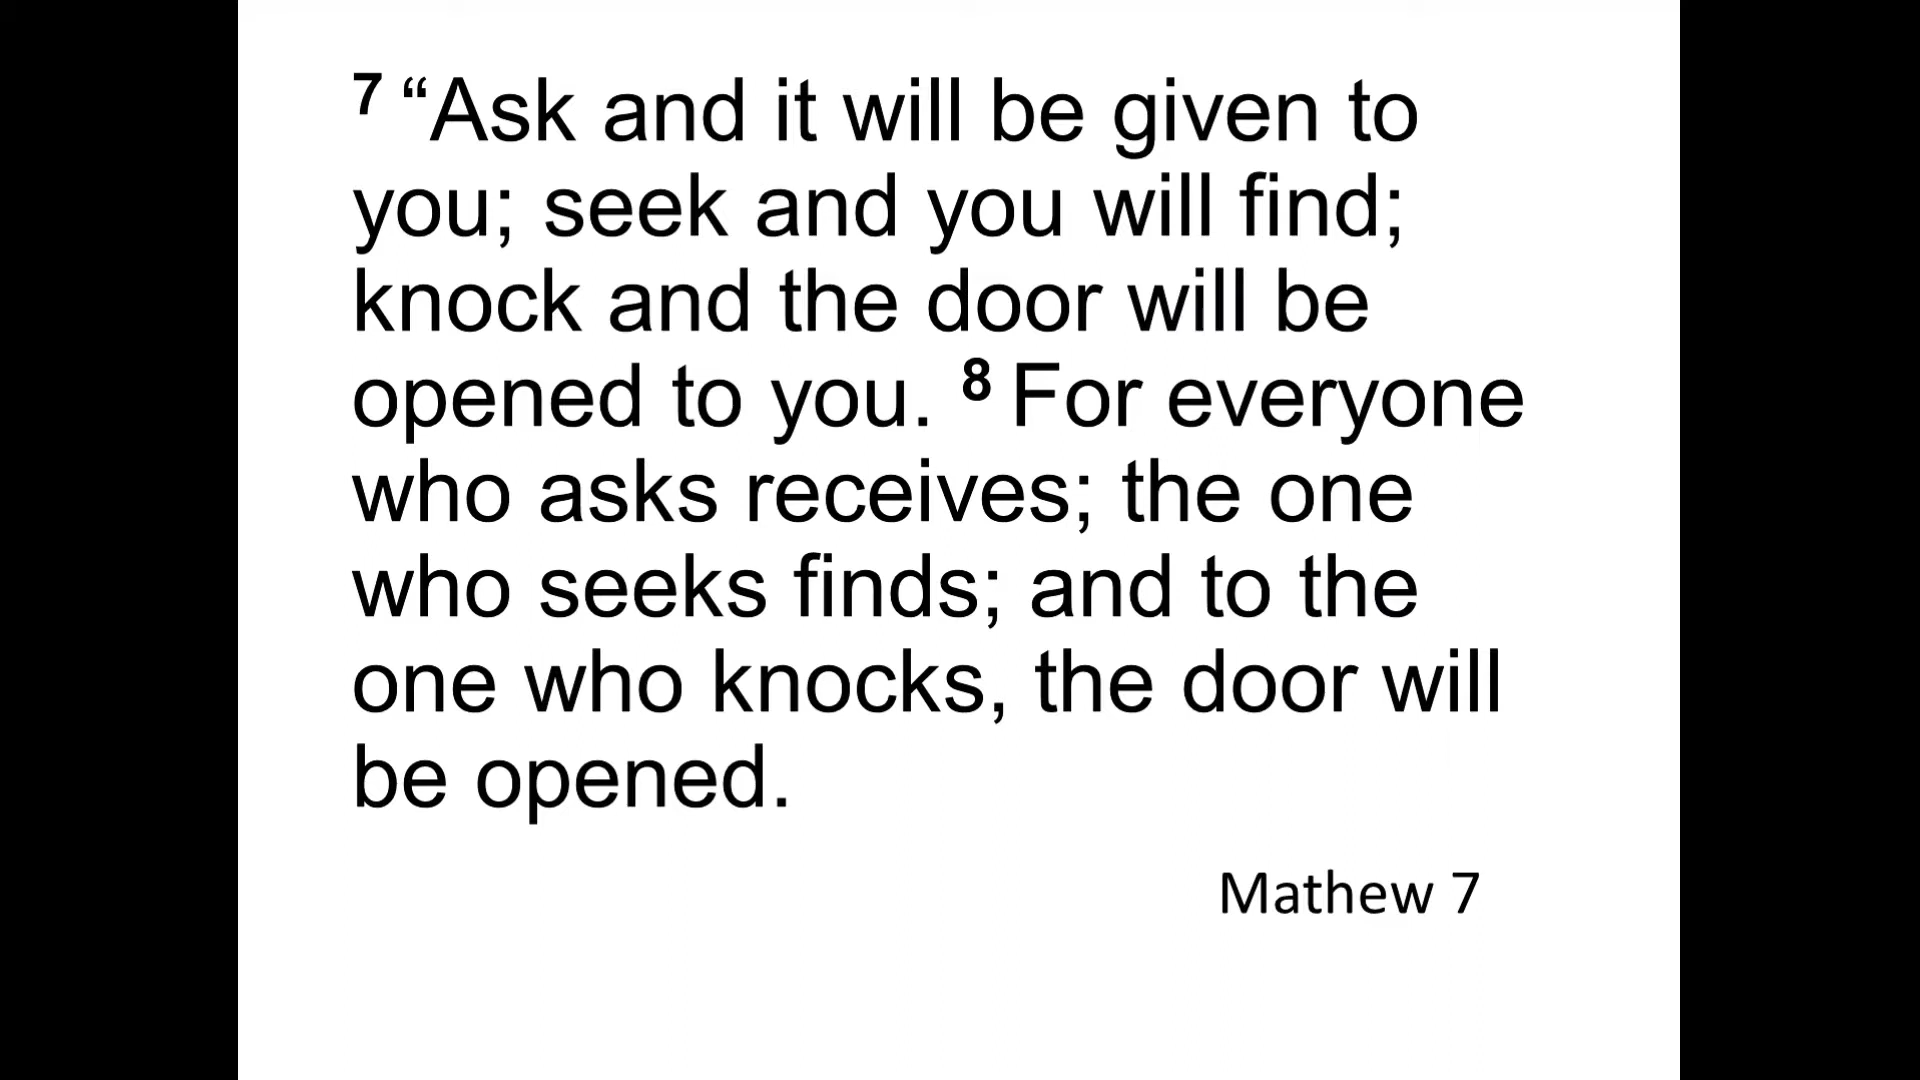 7 “Ask and it will be given to
you; seek and you will find;
knock and the door will be
opened to you. 8 For everyone
who asks receives; the one
who seeks finds; and to the
one who knocks, the door will
be opened.
Mathew 7